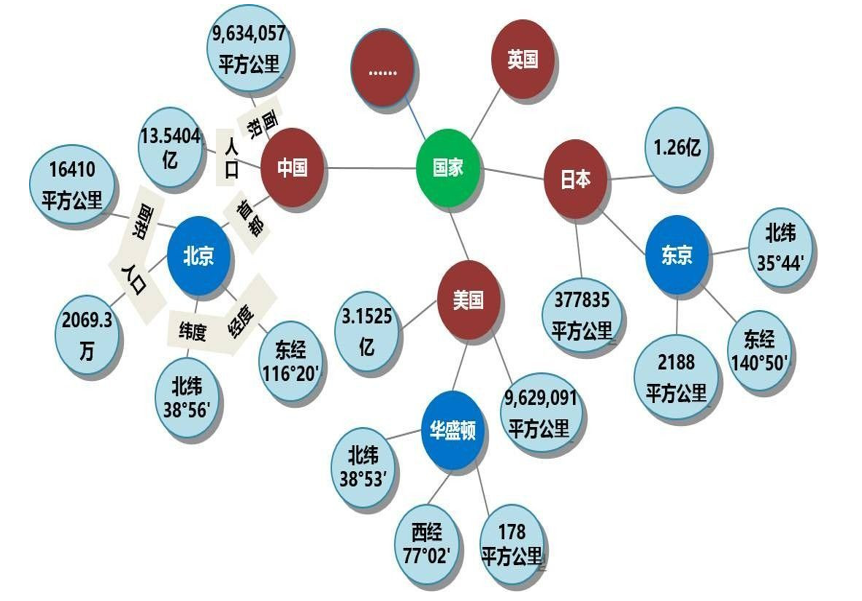 9,634,057
平方公里
......
英国
面积
13.5404
亿
人口
中国
国家
日本
1.26亿
16410
平方公里
面积
首都
北京
人口
东京
北纬
35°44'
2069.3
万
纬度
经度
东经
116°20'
北纬
38°56'
美国
3.1525
亿
377835
平方公里
2188
平方公里
东经
140°50'
9,629,091
平方公里
华盛顿
北纬
38°53'
西经
77°02'
178
平方公里